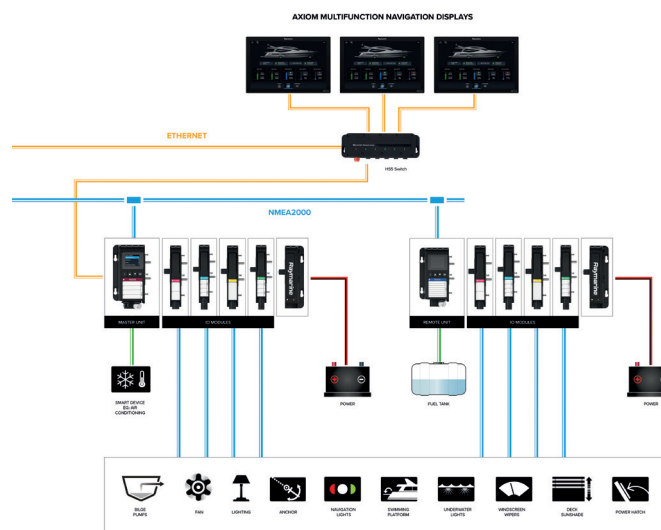 AXIOM MULTIFUNCTION NAVIGATION DISPLAYS
ETHERNET
HS5 Switch
NMEA2000
Raymarine
Raymarine
MASTER UNIT
IO MODULES
REMOTE UNIT
IO MODULES
SMART DEVICE
EG: AIR
CONDITIONING
POWER
FUEL TANK
POWER
BILGE
PUMPS
FAN
LIGHTING
ANCHOR
NAVIGATION
LIGHTS
SWIMMING
PLATFORM
UNDERWATER
LIGHTS
WINDSCREEN
WIPERS
DECK
SUNSHADE
POWER HATCH